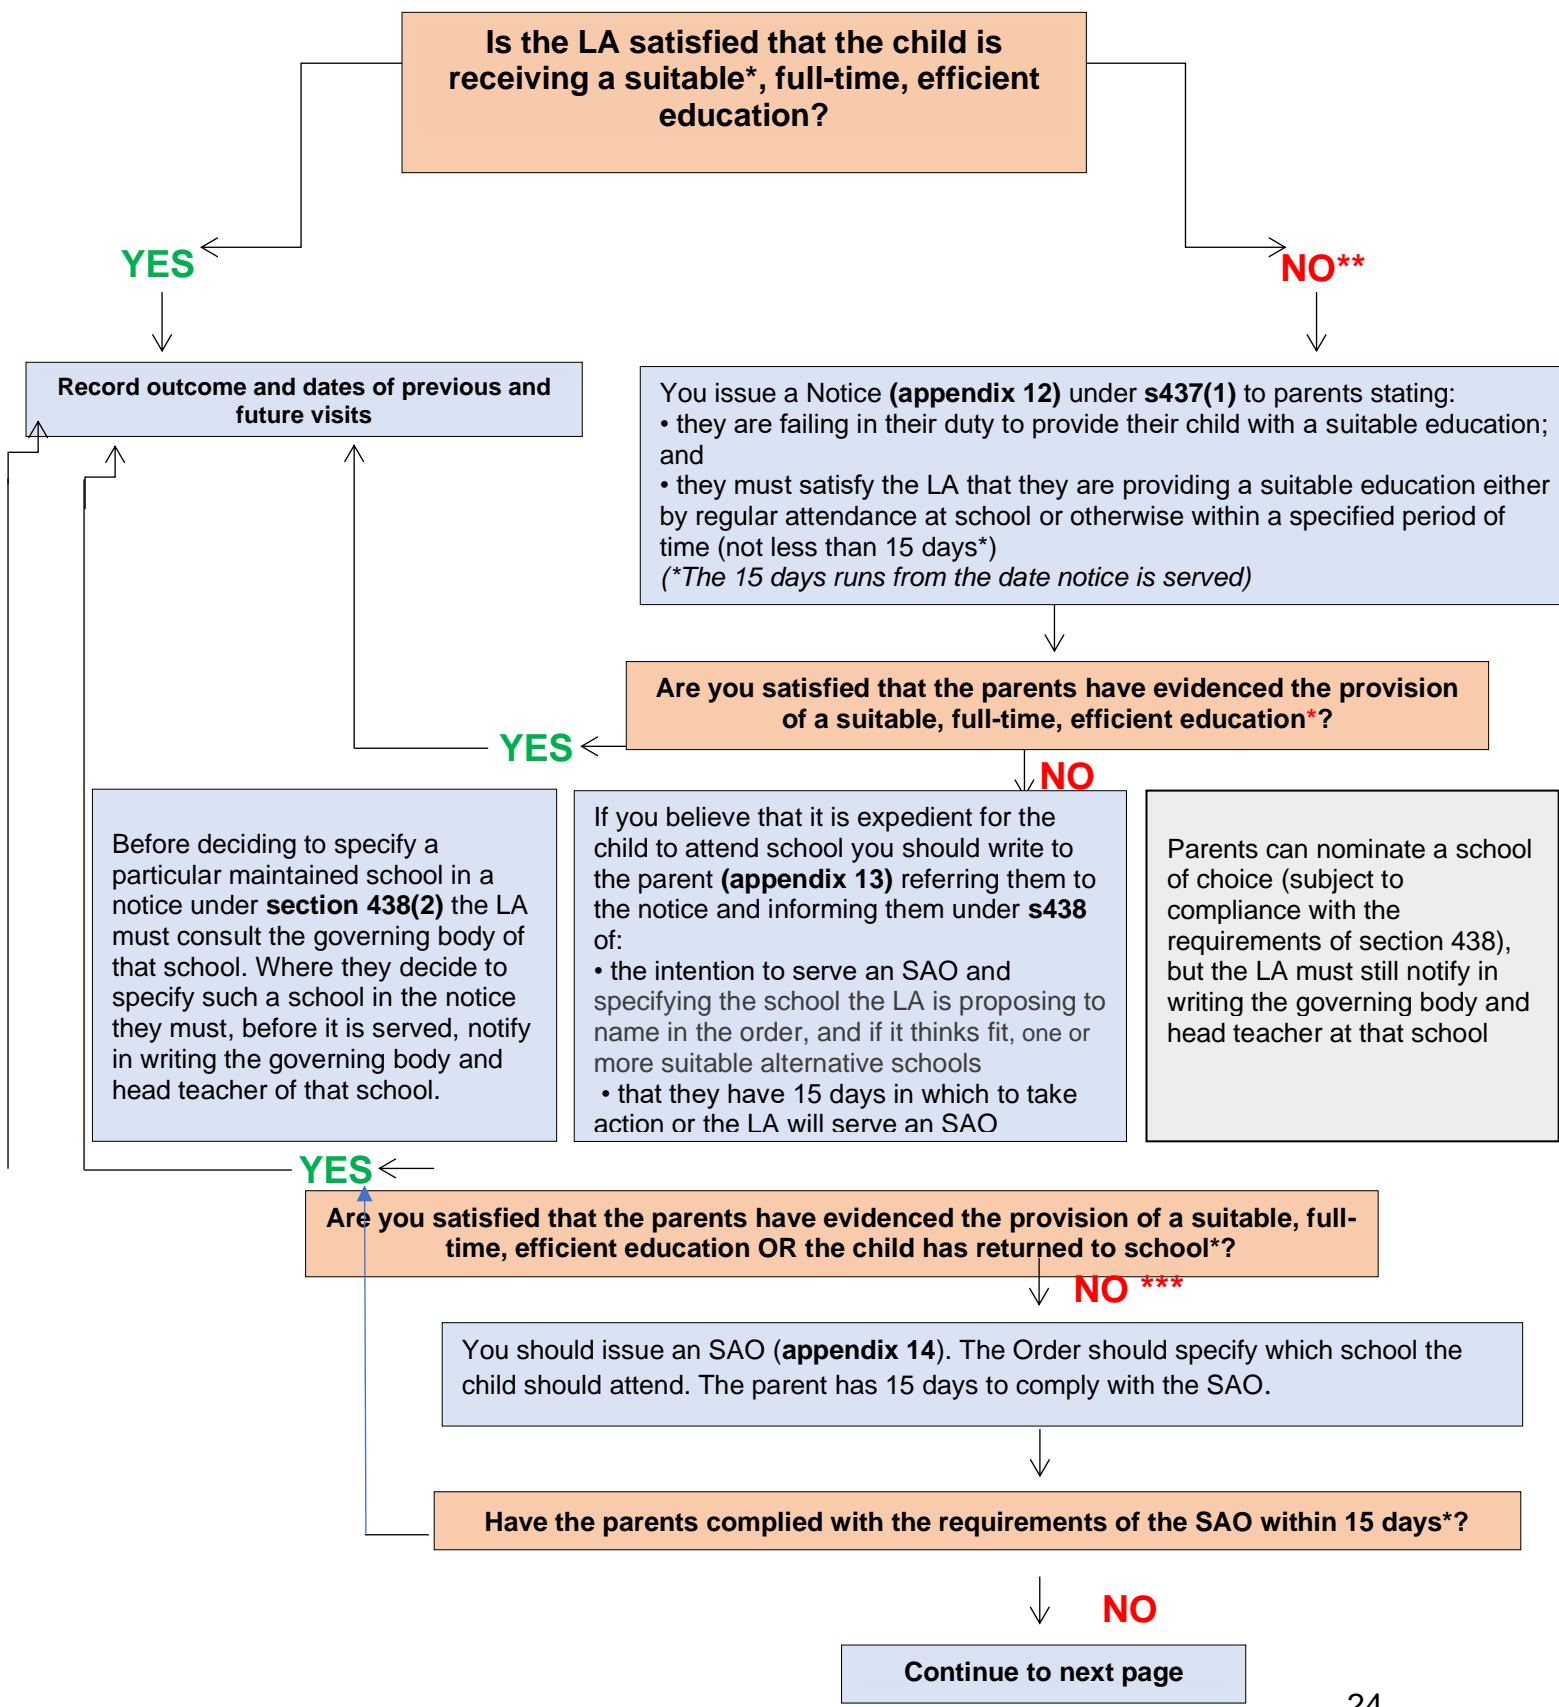 Is the LA satisfied that the child is
receiving a suitable*, full-time, efficient
education?
YES
NO**
Record outcome and dates of previous and
future visits
You issue a Notice (appendix 12) under s437(1) to parents stating:
• they are failing in their duty to provide their child with a suitable education;
and
• they must satisfy the LA that they are providing a suitable education either
by regular attendance at school or otherwise within a specified period of
time (not less than 15 days*)
(*The 15 days runs from the date notice is served)
Are you satisfied that the parents have evidenced the provision
of a suitable, full-time, efficient education*?
YES
NO
Before deciding to specify a
particular maintained school in a
notice under section 438(2) the LA
must consult the governing body of
that school. Where they decide to
specify such a school in the notice
they must, before it is served, notify
in writing the governing body and
head teacher of that school.
If you believe that it is expedient for the
child to attend school you should write to
the parent (appendix 13) referring them to
the notice and informing them under s438
of:
• the intention to serve an SAO and
specifying the school the LA is proposing to
name in the order, and if it thinks fit, one or
more suitable alternative schools
• that they have 15 days in which to take
action or the LA will serve an SAO
Parents can nominate a school
of choice (subject to
compliance with the
requirements of section 438),
but the LA must still notify in
writing the governing body and
head teacher at that school
YES
Are you satisfied that the parents have evidenced the provision of a suitable, full-
time, efficient education OR the child has returned to school*?
NO ***
You should issue an SAO (appendix 14). The Order should specify which school the
child should attend. The parent has 15 days to comply with the SAO.
Have the parents complied with the requirements of the SAO within 15 days*?
NO
Continue to next page
24